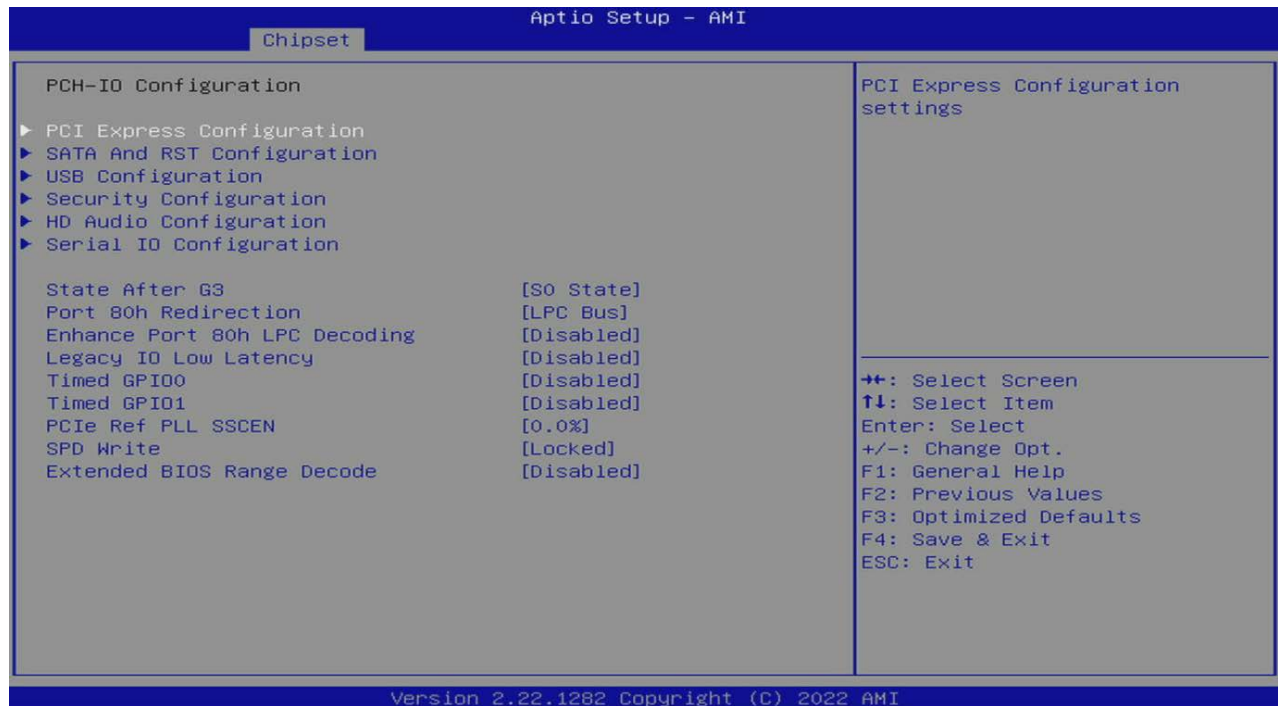 Aptio Setup – AMI
Chipset
PCH-IO Configuration
▶ PCI Express Configuration
▶ SATA And RST Configuration
▶ USB Configuration
▶ Security Configuration
▶ HD Audio Configuration
▶ Serial IO Configuration
State After G3 [S0 State]
Port 80h Redirection [LPC Bus]
Enhance Port 80h LPC Decoding [Disabled]
Legacy IO Low Latency [Disabled]
Timed GPIO0 [Disabled]
Timed GPIO1 [Disabled]
PCIe Ref PLL SSCEN [0.0%]
SPD Write [Locked]
Extended BIOS Range Decode [Disabled]
PCI Express Configuration
settings
→←: Select Screen
↑↓: Select Item
Enter: Select
+/-: Change Opt.
F1: General Help
F2: Previous Values
F3: Optimized Defaults
F4: Save & Exit
ESC: Exit
Version 2.22.1282 Copyright (C) 2022 AMI